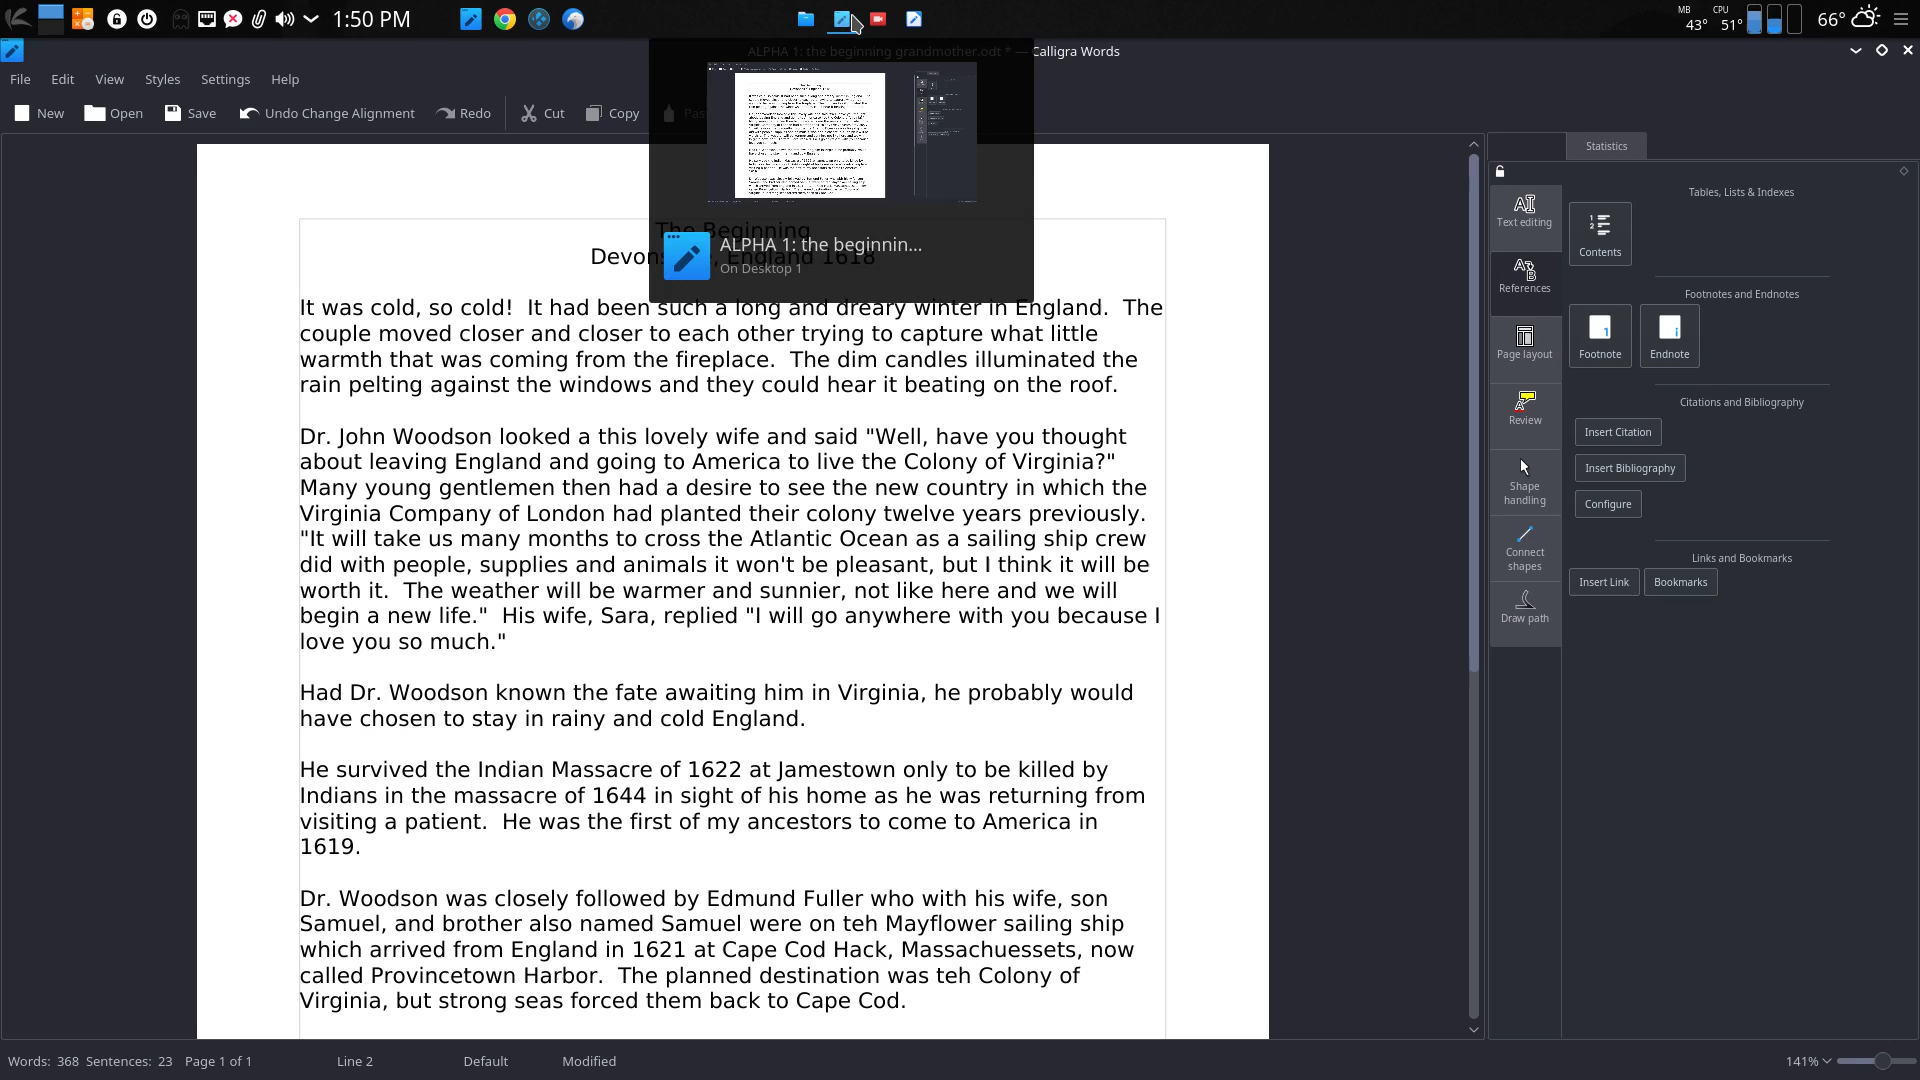 1:50 PM
MB
43°
CPU
51°
66°
ALPHA 1: the beginning grandmother.odt * — Calligra Words
File Edit View Styles Settings Help
New Open Save Undo Change Alignment Redo Cut Copy
ALPHA 1: the beginnin...
On Desktop 1
The Beginning
Devons , England 1618
It was cold, so cold!  It had been such a long and dreary winter in England.  The
couple moved closer and closer to each other trying to capture what little
warmth that was coming from the fireplace.  The dim candles illuminated the
rain pelting against the windows and they could hear it beating on the roof.
Dr. John Woodson looked a this lovely wife and said "Well, have you thought
about leaving England and going to America to live the Colony of Virginia?"
Many young gentlemen then had a desire to see the new country in which the
Virginia Company of London had planted their colony twelve years previously.
"It will take us many months to cross the Atlantic Ocean as a sailing ship crew
did with people, supplies and animals it won't be pleasant, but I think it will be
worth it.  The weather will be warmer and sunnier, not like here and we will
begin a new life."  His wife, Sara, replied "I will go anywhere with you because I
love you so much."
Had Dr. Woodson known the fate awaiting him in Virginia, he probably would
have chosen to stay in rainy and cold England.
He survived the Indian Massacre of 1622 at Jamestown only to be killed by
Indians in the massacre of 1644 in sight of his home as he was returning from
visiting a patient.  He was the first of my ancestors to come to America in
1619.
Dr. Woodson was closely followed by Edmund Fuller who with his wife, son
Samuel, and brother also named Samuel were on teh Mayflower sailing ship
which arrived from England in 1621 at Cape Cod Hack, Massachuessets, now
called Provincetown Harbor.  The planned destination was teh Colony of
Virginia, but strong seas forced them back to Cape Cod.
Statistics
Text editing
References
Page layout
Review
Shape
handling
Connect
shapes
Draw path
Tables, Lists & Indexes
Contents
Footnotes and Endnotes
Footnote Endnote
Citations and Bibliography
Insert Citation
Insert Bibliography
Configure
Links and Bookmarks
Insert Link Bookmarks
Words: 368 Sentences: 23 Page 1 of 1 Line 2 Default Modified 141%